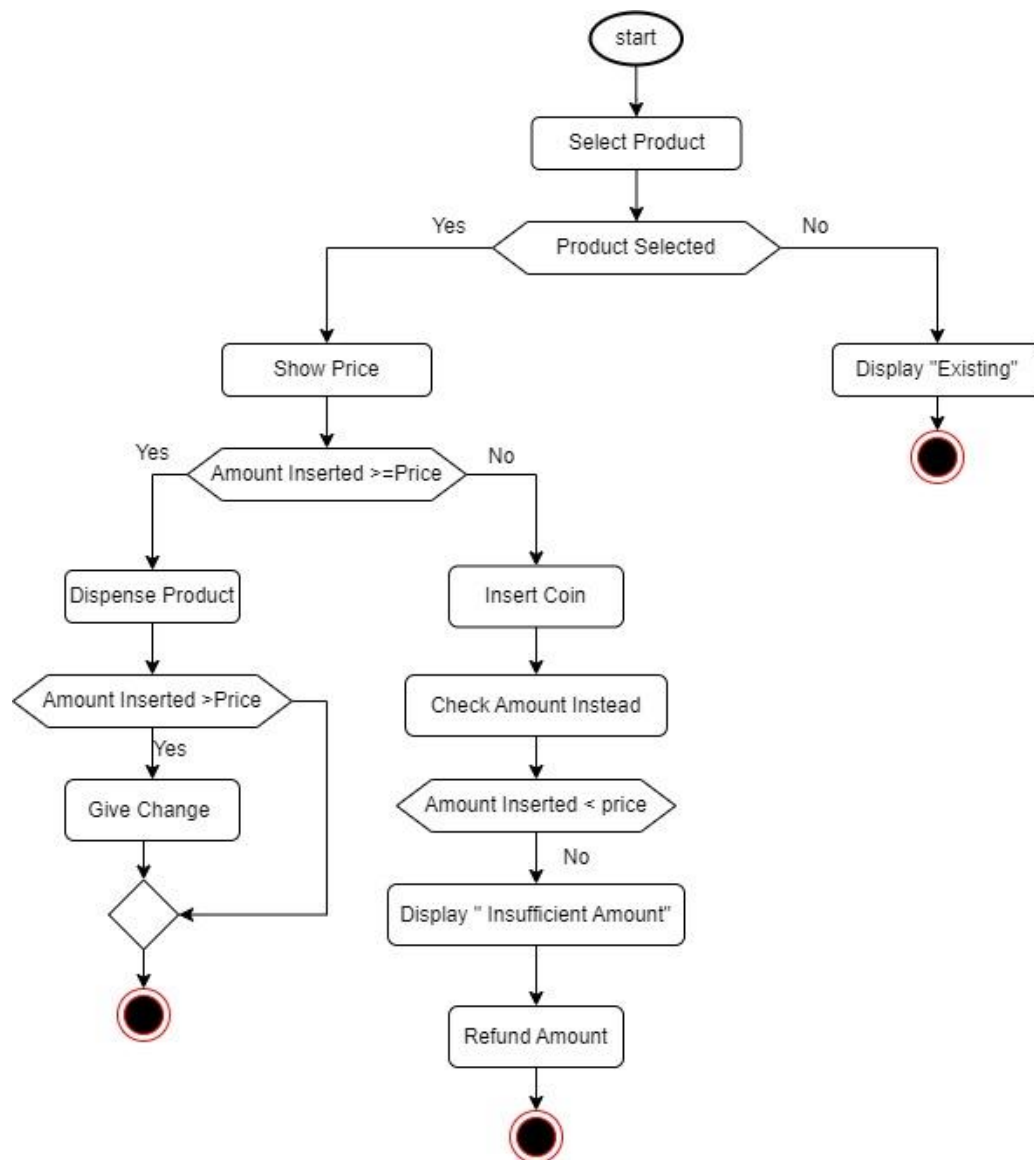 start
Select Product
Yes
No
Product Selected
Show Price
Display "Existing"
Yes
No
Amount Inserted >=Price
Dispense Product
Insert Coin
Amount Inserted >Price
Check Amount Instead
Yes
Give Change
Amount Inserted < price
No
Display " Insufficient Amount"
Refund Amount